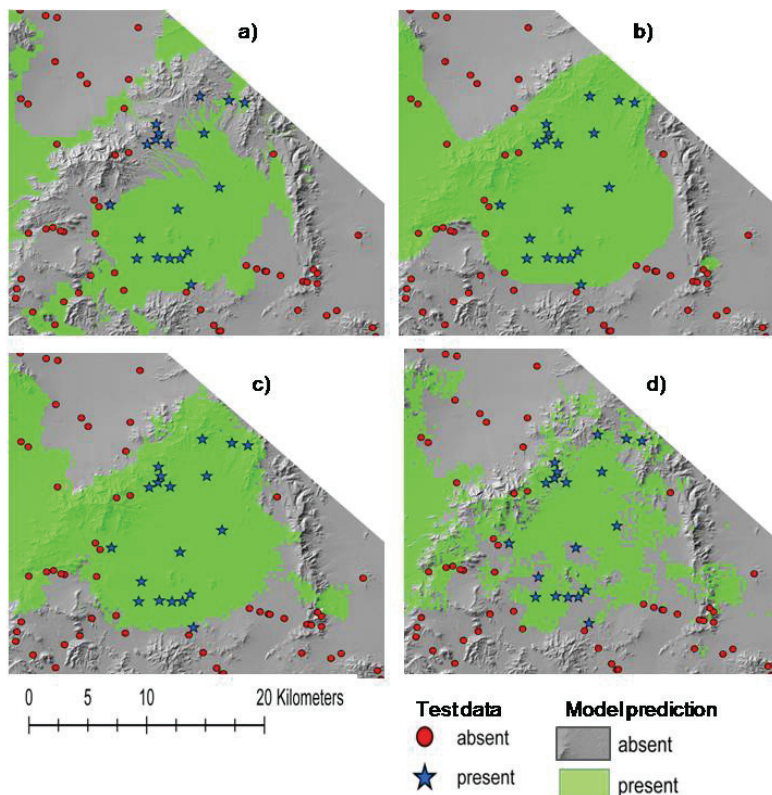 a)
b)
c)
d)
0 5 10 20 Kilometers
Test data Model prediction
absent absent
present present